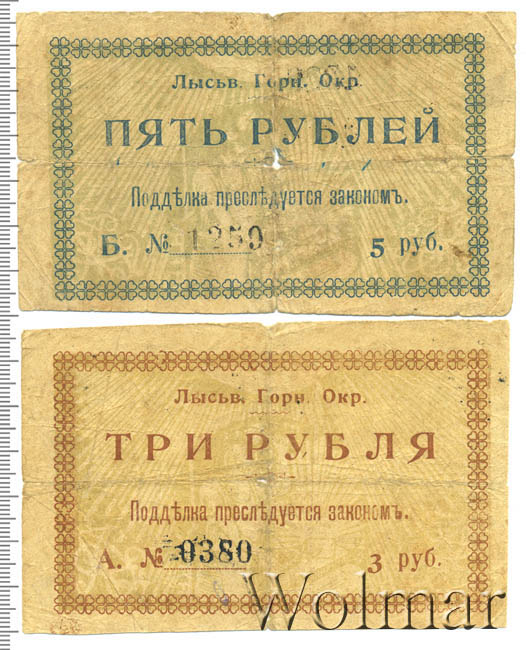 Лысьв. Горн. Окр.
ПЯТЬ РУБЛЕЙ
Поддѣлка преслѣдуется закономъ.
Б. № 1259 5 руб.
Лысьв. Горн. Окр.
ТРИ РУБЛЯ
Поддѣлка преслѣдуется закономъ.
А. № 0380 3 руб.
Wolmar